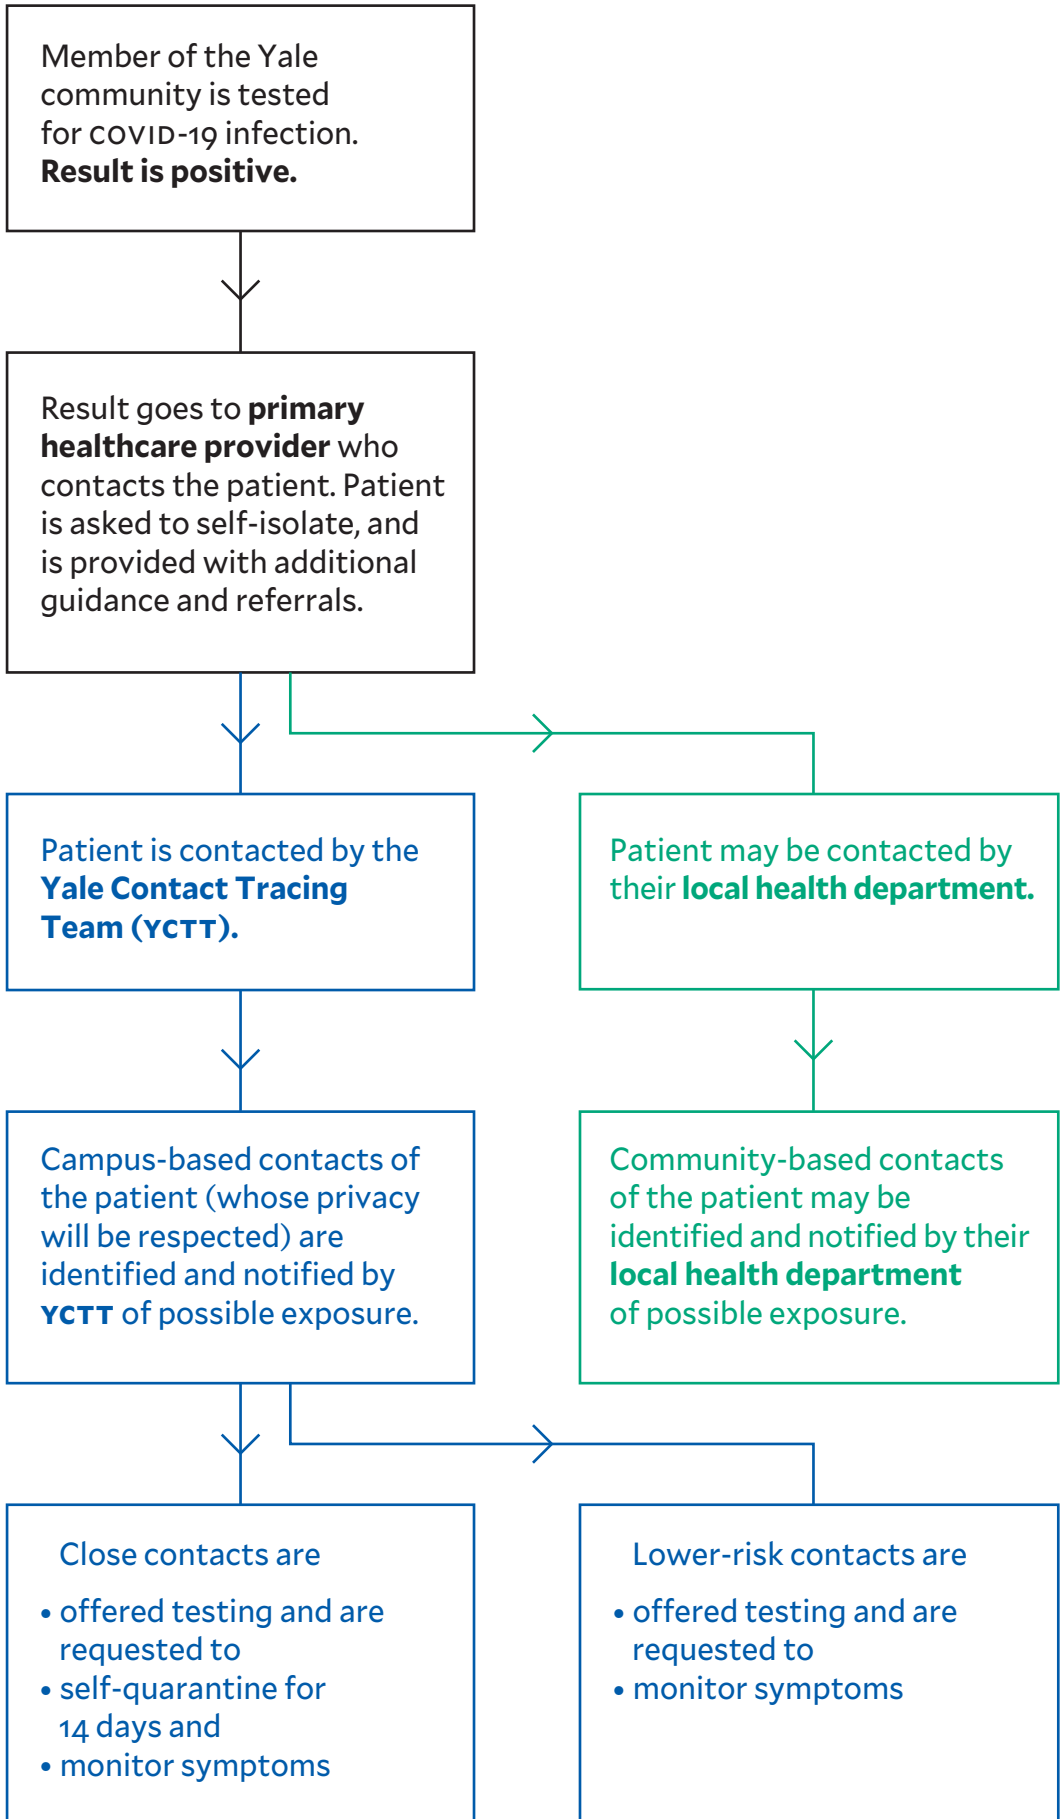 Member of the Yale
community is tested
for COVID-19 infection.
Result is positive.
Result goes to primary
healthcare provider who
contacts the patient. Patient
is asked to self-isolate, and
is provided with additional
guidance and referrals.
Patient is contacted by the
Yale Contact Tracing
Team (YCTT).
Patient may be contacted by
their local health department.
Campus-based contacts of
the patient (whose privacy
will be respected) are
identified and notified by
YCTT of possible exposure.
Community-based contacts
of the patient may be
identified and notified by their
local health department
of possible exposure.
Close contacts are
• offered testing and are
requested to
• self-quarantine for
14 days and
• monitor symptoms
Lower-risk contacts are
• offered testing and are
requested to
• monitor symptoms